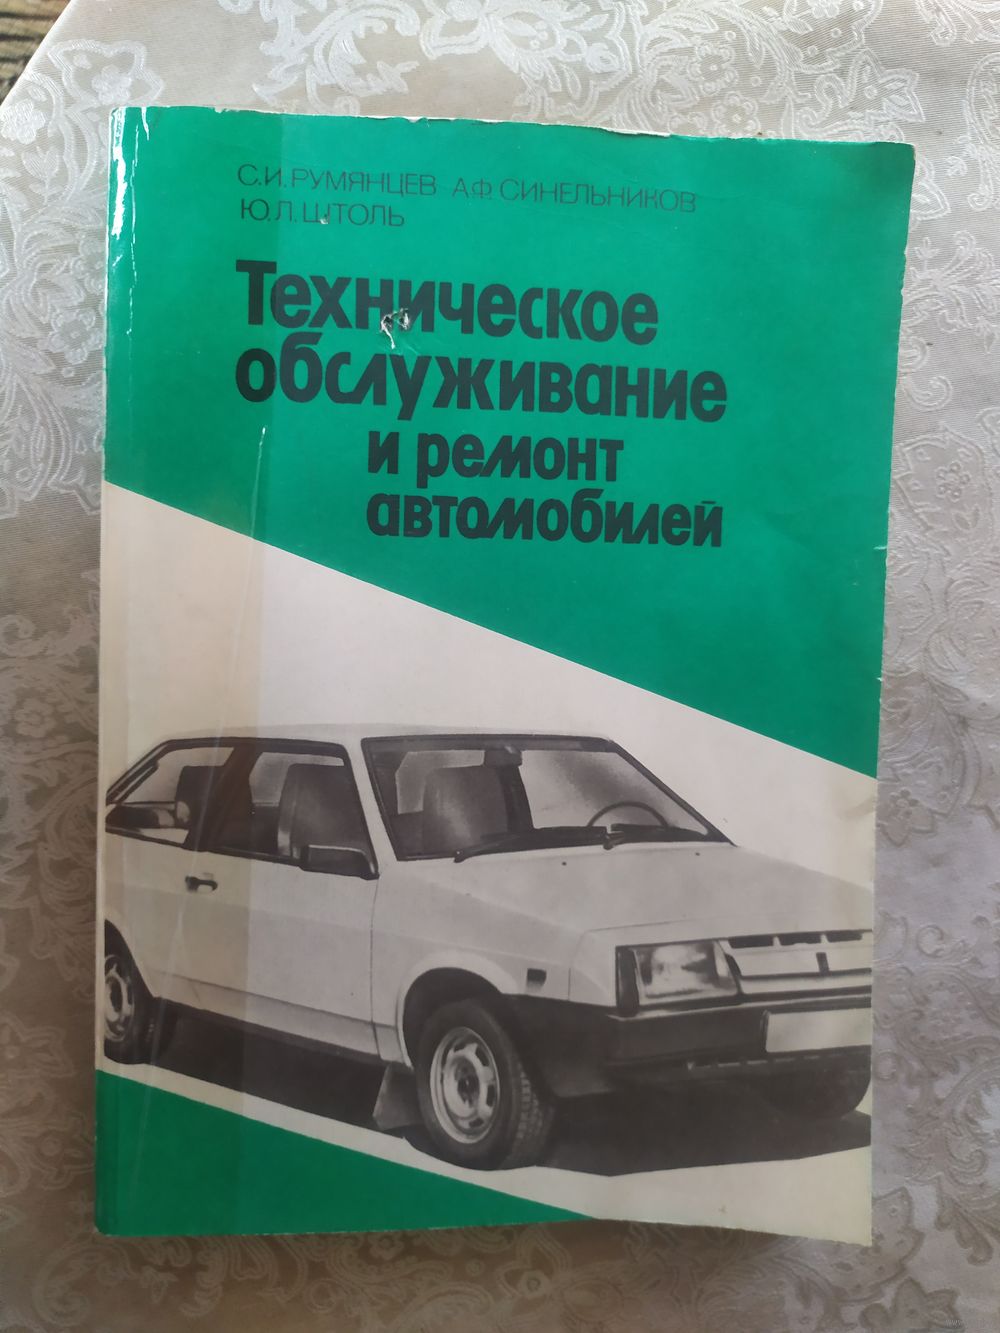 С.И.РУМЯНЦЕВ А.Ф.СИНЕЛЬНИКОВ
Ю.Л.ШТОЛЬ
Техническое
обслуживание
и ремонт
автомобилей